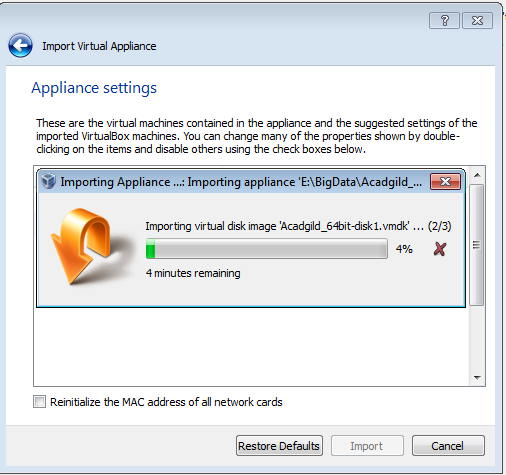 Import Virtual Appliance
Appliance settings
These are the virtual machines contained in the appliance and the suggested settings of the
imported VirtualBox machines. You can change many of the properties shown by double-
clicking on the items and disable others using the check boxes below.
Importing Appliance ...: Importing appliance 'E:\BigData\Acadgild_...
Importing virtual disk image 'Acadgild_64bit-disk1.vmdk' ... (2/3)
4%
4 minutes remaining
Reinitialize the MAC address of all network cards
Restore Defaults Import Cancel